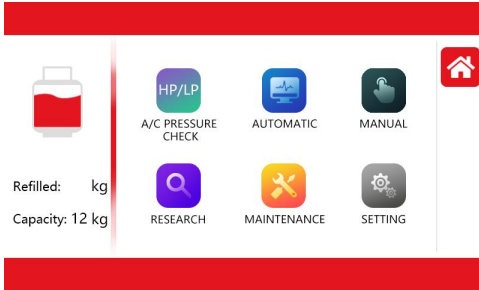 HP/LP
A/C PRESSURE
CHECK
AUTOMATIC
MANUAL
Refilled: kg
Capacity: 12 kg
RESEARCH
MAINTENANCE
SETTING